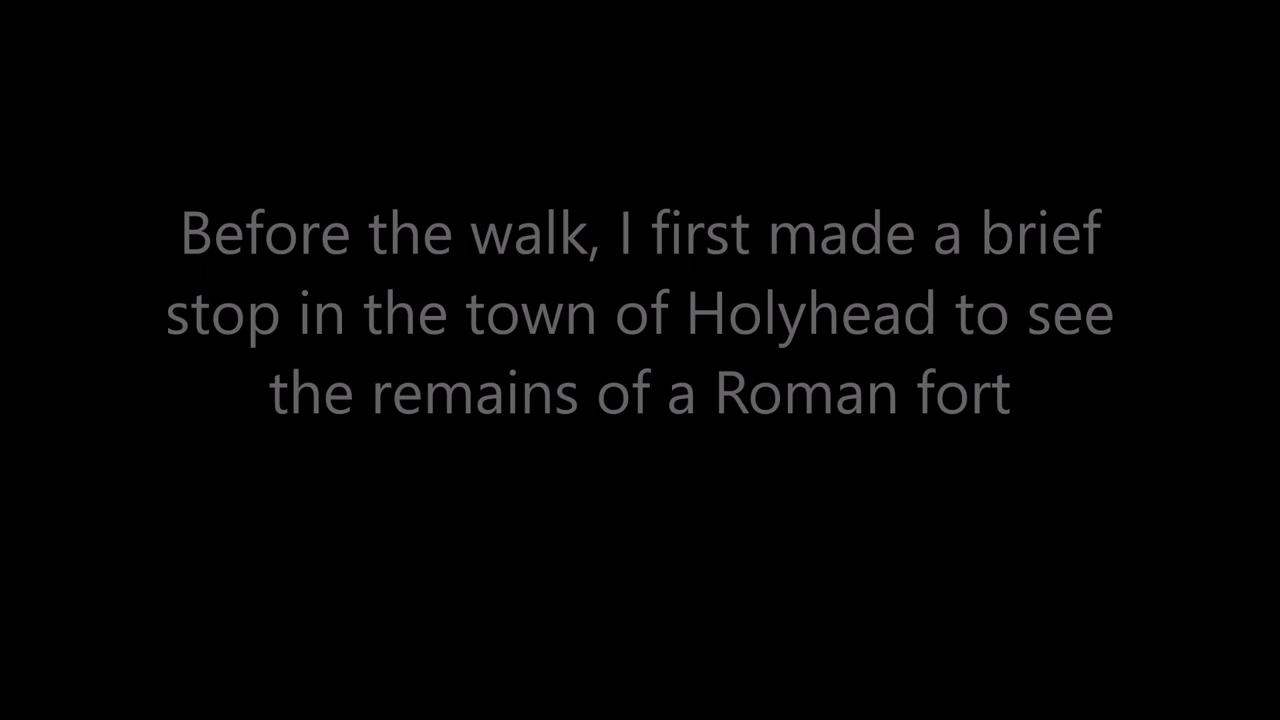 Before the walk, I first made a brief
stop in the town of Holyhead to see
the remains of a Roman fort